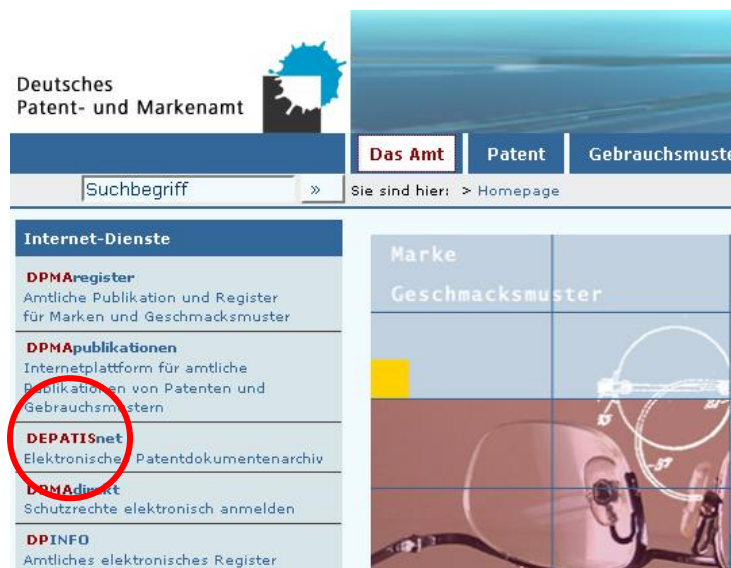 Deutsches
Patent- und Markenamt
Das Amt
Patent
Gebrauchsmuste
Suchbegriff
»
Sie sind hier: > Homepage
Internet-Dienste
DPMAregister
Amtliche Publikation und Register
für Marken und Geschmacksmuster
DPMApublikationen
Internetplattform für amtliche
Publikationen von Patenten und
Gebrauchsmustern
DEPATISnet
Elektronisches Patentdokumentenarchiv
DPMAdirekt
Schutzrechte elektronisch anmelden
DPINFO
Amtliches elektronisches Register
Marke
Geschmacksmuster